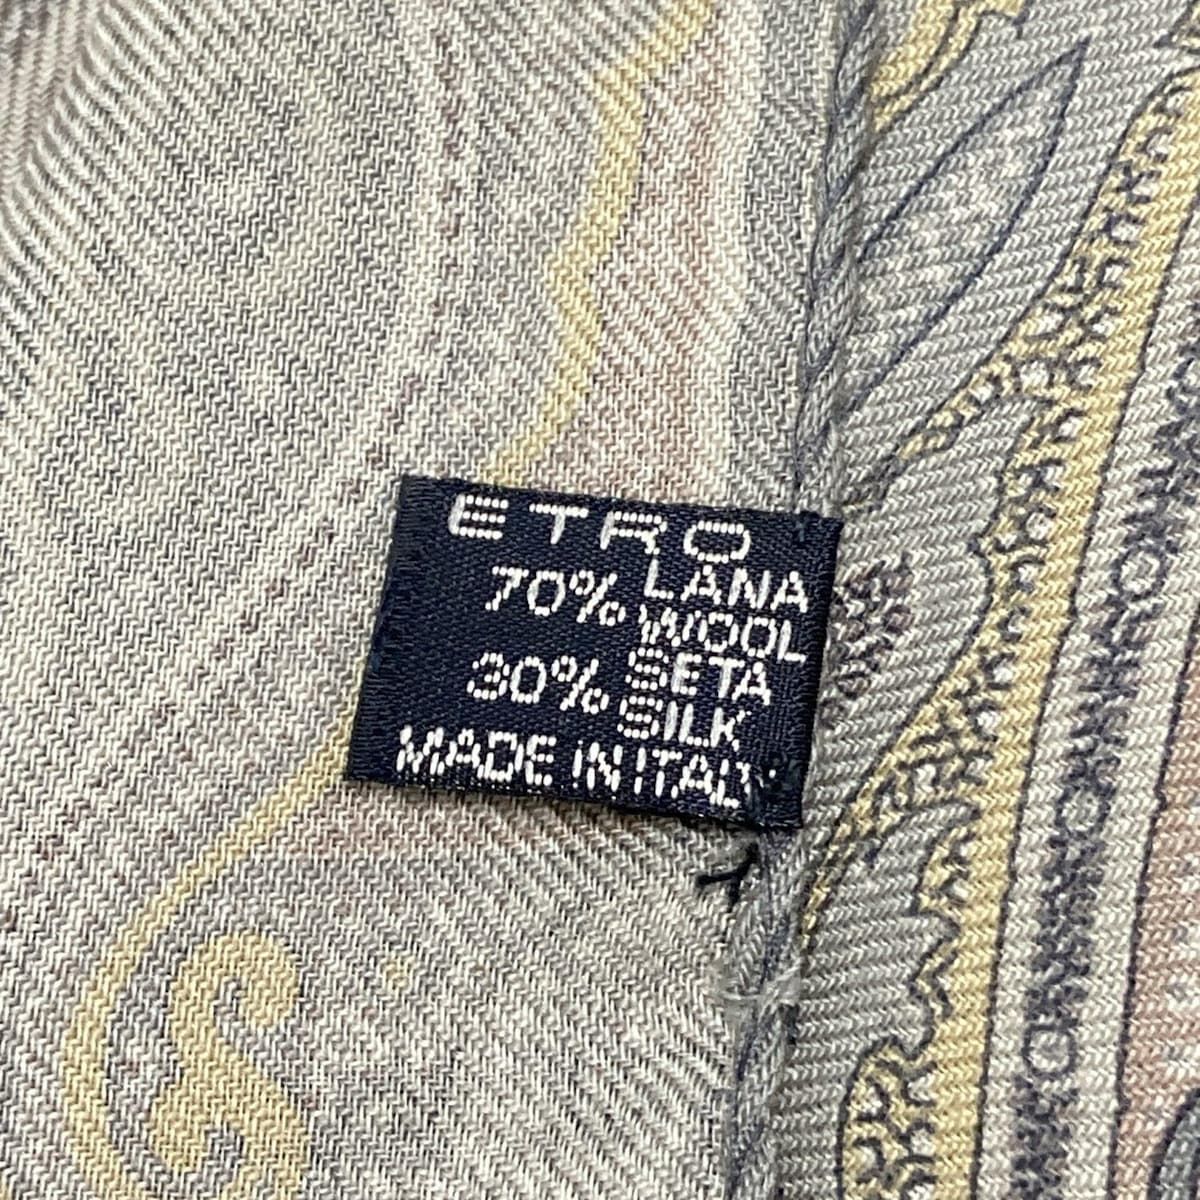 ETRO
70% LANA
WOOL
30% SETA
SILK
MADE IN ITALY